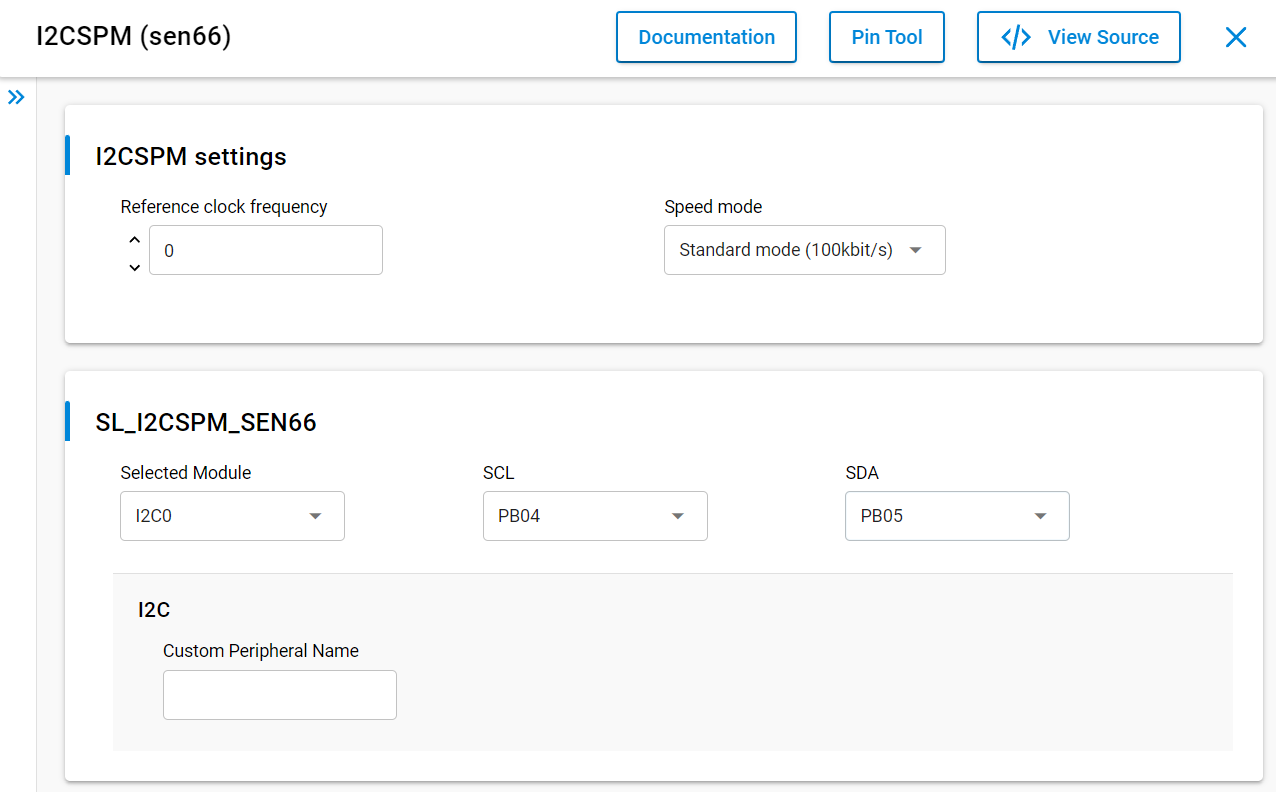 I2CSPM (sen66)
Documentation
Pin Tool
</> View Source
I2CSPM settings
Reference clock frequency
Speed mode
0
Standard mode (100kbit/s)
SL_I2CSPM_SEN66
Selected Module
SCL
SDA
I2C0
PB04
PB05
I2C
Custom Peripheral Name